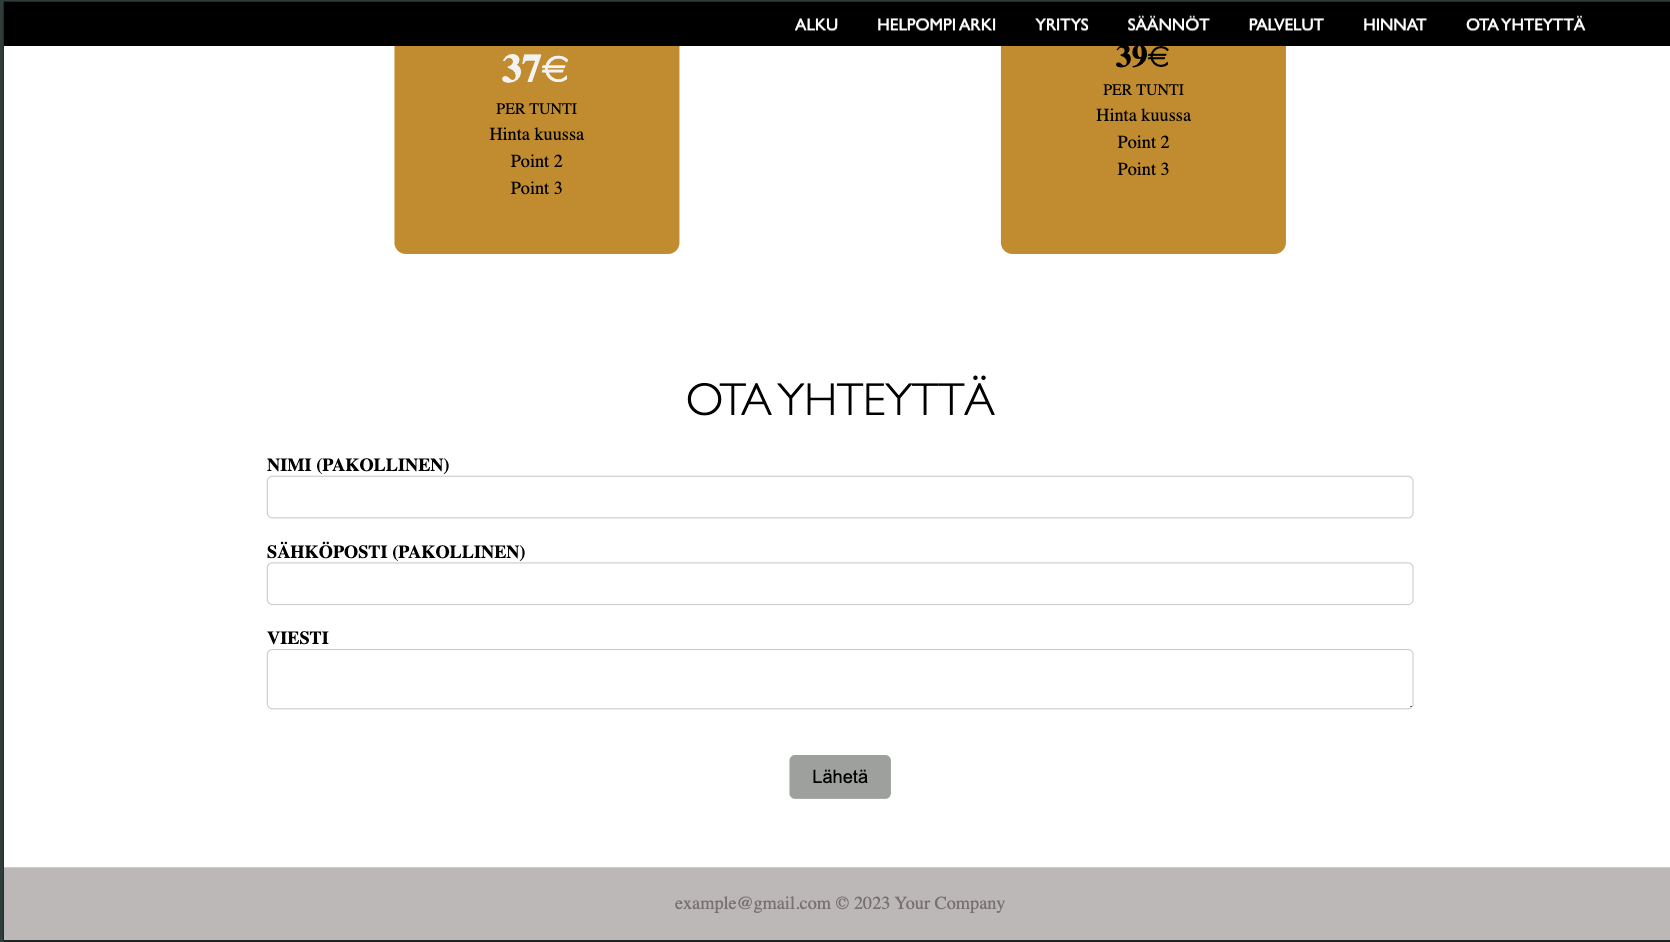 ALKU HELPOMPI ARKI YRITYS SÄÄNNÖT PALVELUT HINNAT OTA YHTEYTTÄ
37€
PER TUNTI
Hinta kuussa
Point 2
Point 3
39€
PER TUNTI
Hinta kuussa
Point 2
Point 3
OTA YHTEYTTÄ
NIMI (PAKOLLINEN)
SÄHKÖPOSTI (PAKOLLINEN)
VIESTI
Lähetä
example@gmail.com © 2023 Your Company